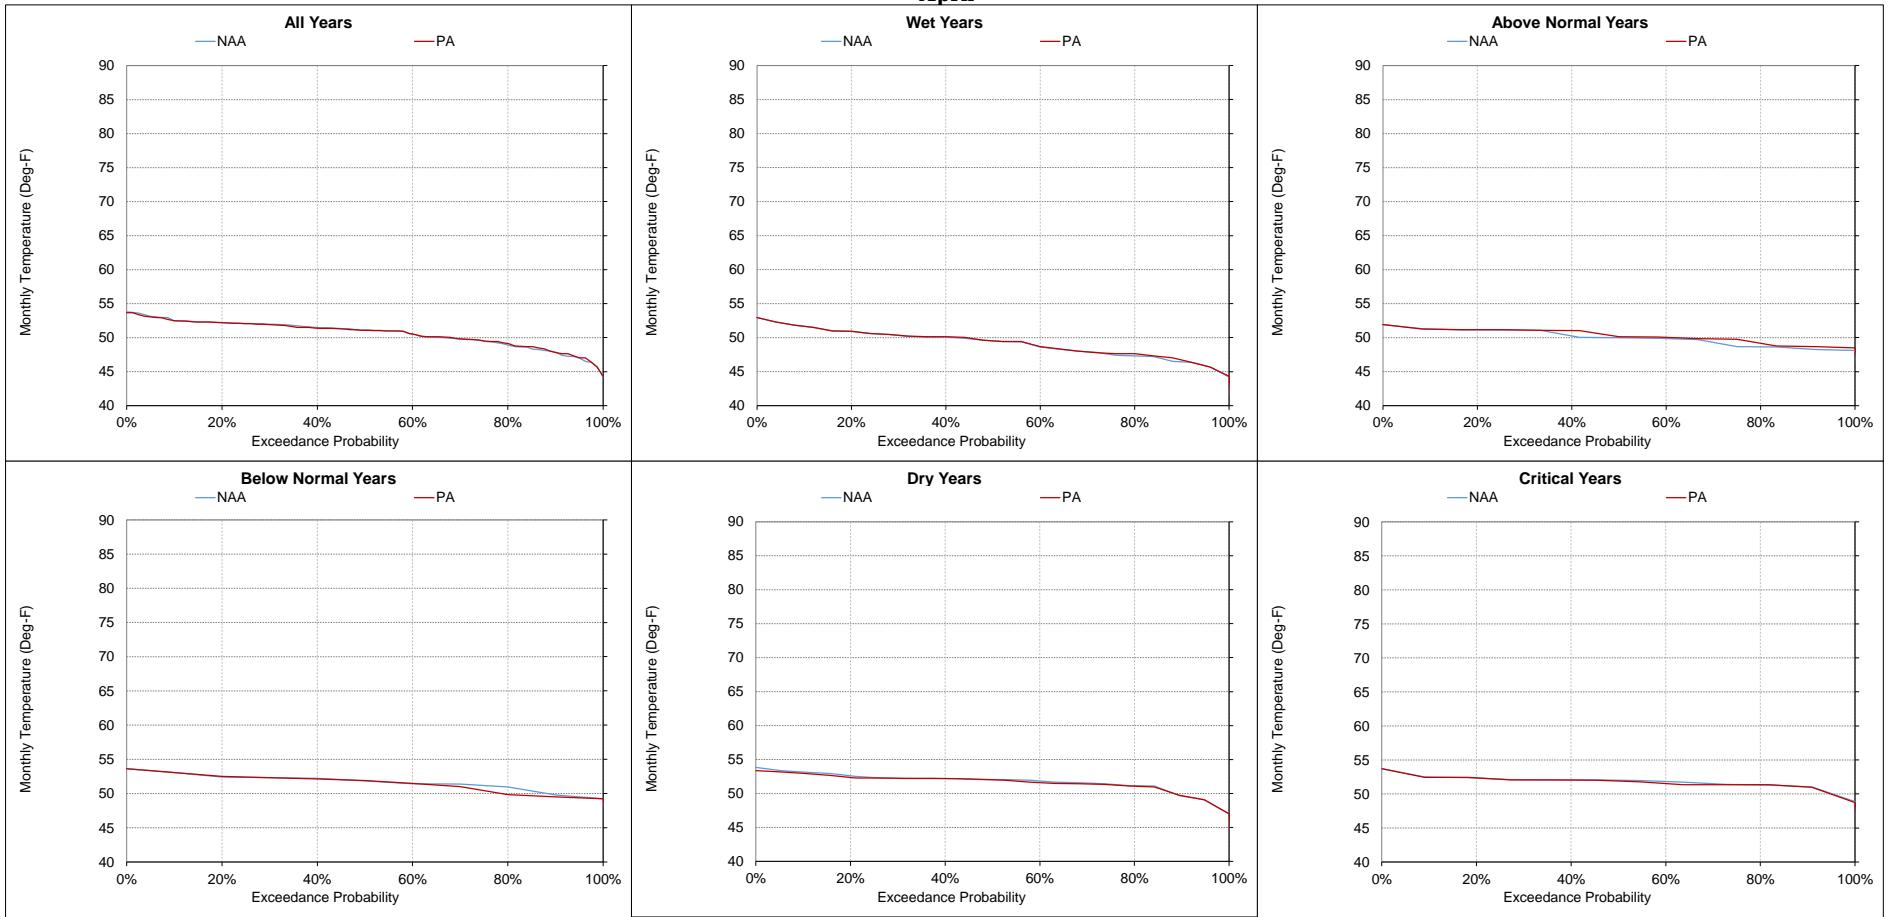 All Years
NAA PA
90
85
80
75
70
65
60
55
50
45
40
0% 20% 40% 60% 80% 100%
Monthly Temperature (Deg-F)
Exceedance Probability
Wet Years
NAA PA
90
85
80
75
70
65
60
55
50
45
40
0% 20% 40% 60% 80% 100%
Monthly Temperature (Deg-F)
Exceedance Probability
Above Normal Years
NAA PA
90
85
80
75
70
65
60
55
50
45
40
0% 20% 40% 60% 80% 100%
Monthly Temperature (Deg-F)
Exceedance Probability
Below Normal Years
NAA PA
90
85
80
75
70
65
60
55
50
45
40
0% 20% 40% 60% 80% 100%
Monthly Temperature (Deg-F)
Exceedance Probability
Dry Years
NAA PA
90
85
80
75
70
65
60
55
50
45
40
0% 20% 40% 60% 80% 100%
Monthly Temperature (Deg-F)
Exceedance Probability
Critical Years
NAA PA
90
85
80
75
70
65
60
55
50
45
40
0% 20% 40% 60% 80% 100%
Monthly Temperature (Deg-F)
Exceedance Probability